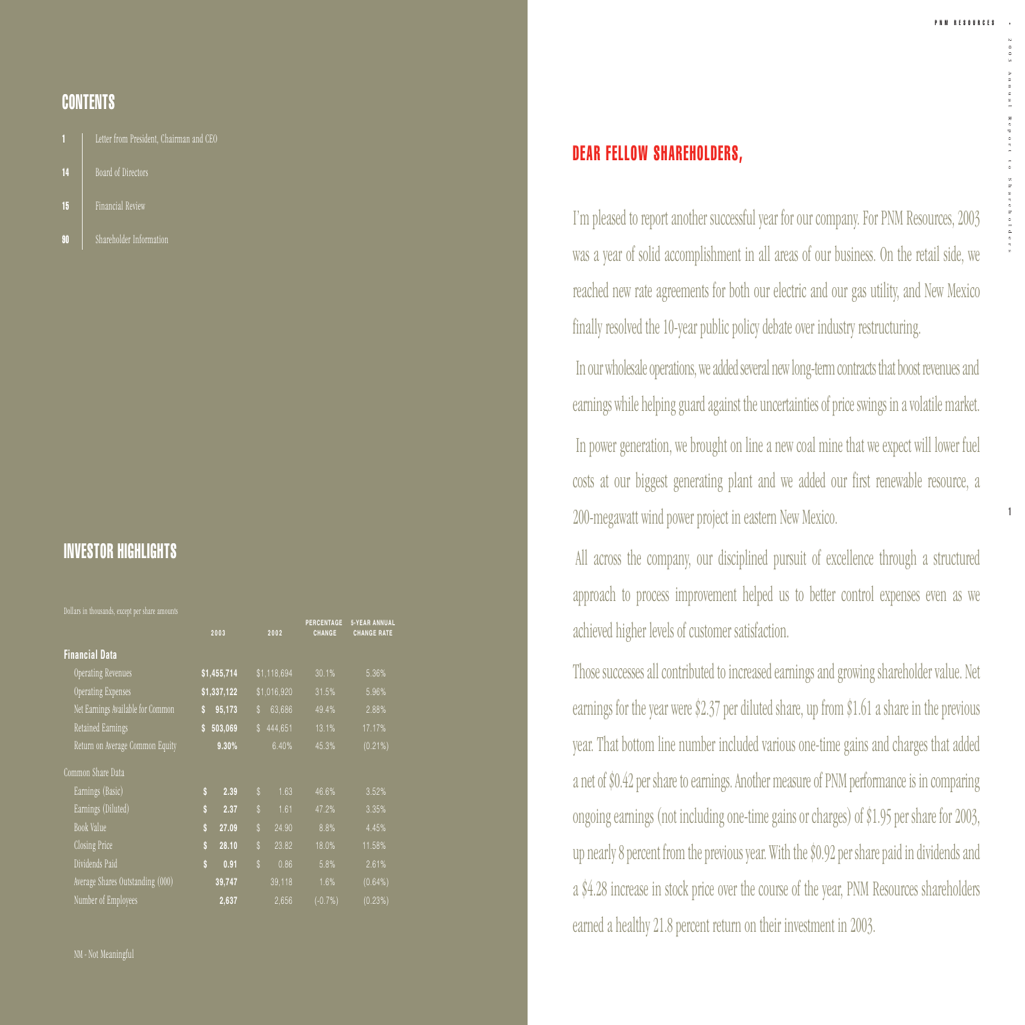 CONTENTS
1 Letter from President, Chairman and CEO
14 Board of Directors
15 Financial Review
90 Shareholder Information
INVESTOR HIGHLIGHTS
Dollars in thousands, except per share amounts
2003 2002 PERCENTAGE CHANGE 5-YEAR ANNUAL CHANGE RATE
Financial Data
Operating Revenues $1,455,714 $1,118,694 30.1% 5.36%
Operating Expenses $1,337,122 $1,016,920 31.5% 5.96%
Net Earnings Available for Common $ 95,173 $ 63,686 49.4% 2.88%
Retained Earnings $ 503,069 $ 444,651 13.1% 17.17%
Return on Average Common Equity 9.30% 6.40% 45.3% (0.21%)
Common Share Data
Earnings (Basic) $ 2.39 $ 1.63 46.6% 3.52%
Earnings (Diluted) $ 2.37 $ 1.61 47.2% 3.35%
Book Value $ 27.09 $ 24.90 8.8% 4.45%
Closing Price $ 28.10 $ 23.82 18.0% 11.58%
Dividends Paid $ 0.91 $ 0.86 5.8% 2.61%
Average Shares Outstanding (000) 39,747 39,118 1.6% (0.64%)
Number of Employees 2,637 2,656 (-0.7%) (0.23%)
NM - Not Meaningful
PNM RESOURCES • 2003 Annual Report to Shareholders
DEAR FELLOW SHAREHOLDERS,
I'm pleased to report another successful year for our company. For PNM Resources, 2003
was a year of solid accomplishment in all areas of our business. On the retail side, we
reached new rate agreements for both our electric and our gas utility, and New Mexico
finally resolved the 10-year public policy debate over industry restructuring.
In our wholesale operations, we added several new long-term contracts that boost revenues and
earnings while helping guard against the uncertainties of price swings in a volatile market.
In power generation, we brought on line a new coal mine that we expect will lower fuel
costs at our biggest generating plant and we added our first renewable resource, a
200-megawatt wind power project in eastern New Mexico.
All across the company, our disciplined pursuit of excellence through a structured
approach to process improvement helped us to better control expenses even as we
achieved higher levels of customer satisfaction.
Those successes all contributed to increased earnings and growing shareholder value. Net
earnings for the year were $2.37 per diluted share, up from $1.61 a share in the previous
year. That bottom line number included various one-time gains and charges that added
a net of $0.42 per share to earnings. Another measure of PNM performance is in comparing
ongoing earnings (not including one-time gains or charges) of $1.95 per share for 2003,
up nearly 8 percent from the previous year. With the $0.92 per share paid in dividends and
a $4.28 increase in stock price over the course of the year, PNM Resources shareholders
earned a healthy 21.8 percent return on their investment in 2003.
1